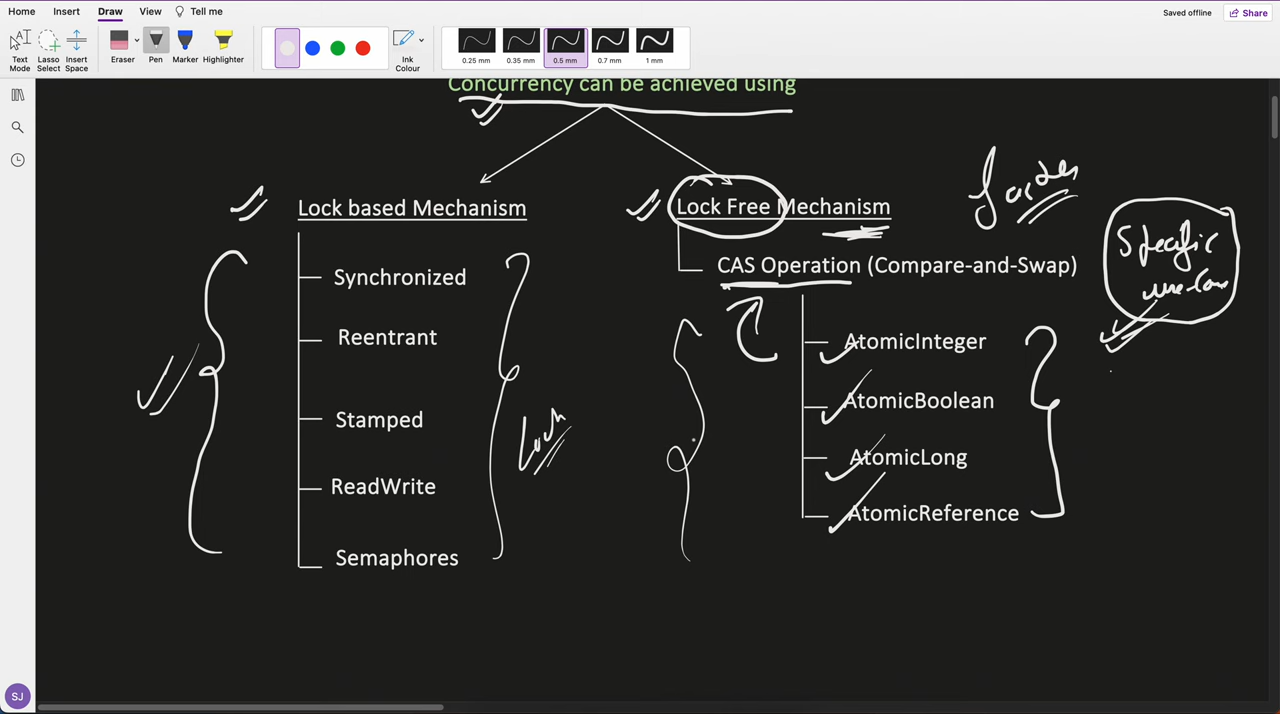 Home Insert Draw View Tell me
Saved offline
Share
Text Mode
Lasso Select
Insert Space
Eraser
Pen
Marker
Highlighter
Ink Colour
0.25 mm
0.35 mm
0.5 mm
0.7 mm
1 mm
Concurrency can be achieved using
Lock based Mechanism
Synchronized
Reentrant
Stamped
ReadWrite
Semaphores
Lock
Lock Free Mechanism
CAS Operation (Compare-and-Swap)
AtomicInteger
AtomicBoolean
AtomicLong
AtomicReference
faster
Specific
use-case
SJ